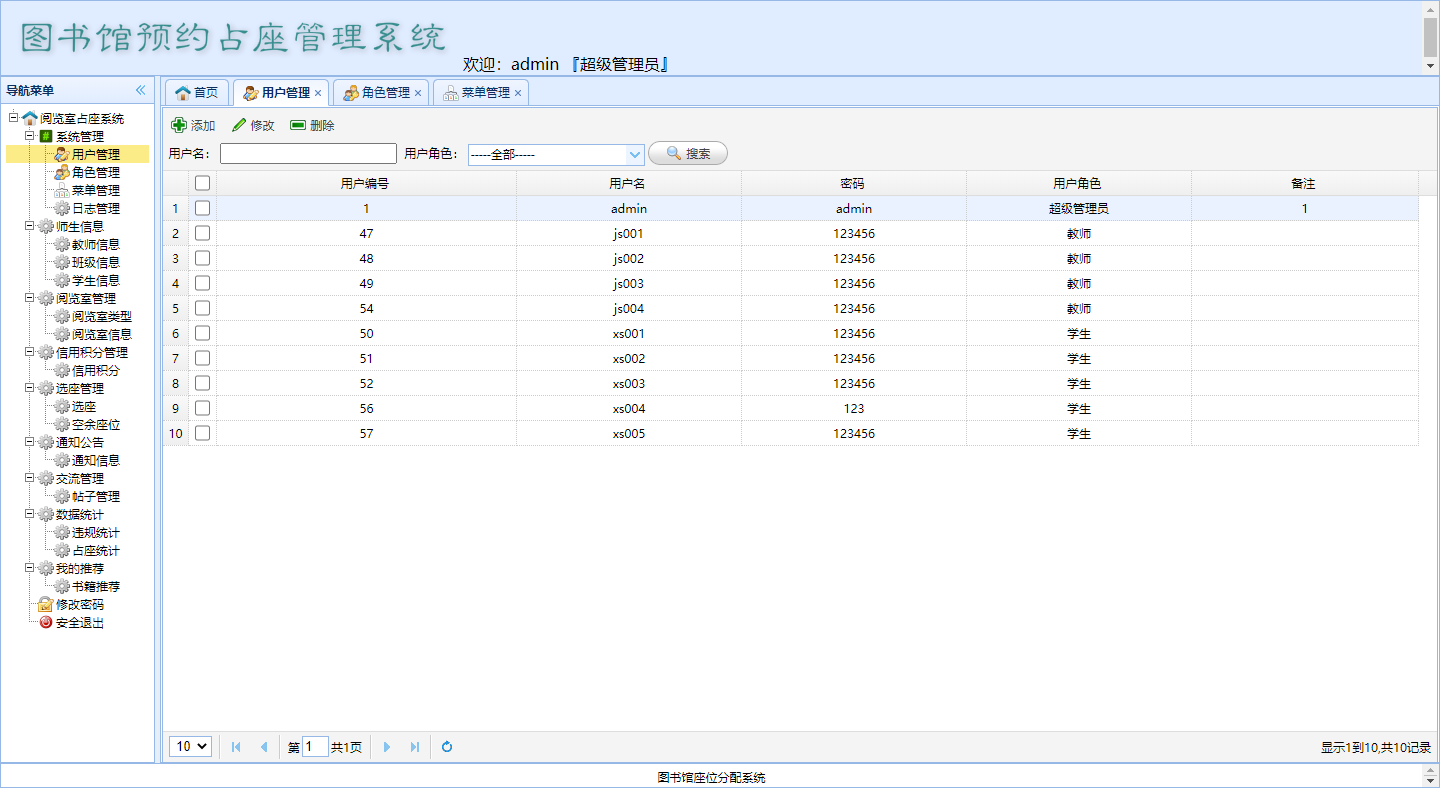 图书馆预约占座管理系统
欢迎：admin 『超级管理员』
导航菜单
阅览室占座系统
系统管理
用户管理
角色管理
菜单管理
日志管理
师生信息
教师信息
班级信息
学生信息
阅览室管理
阅览室类型
阅览室信息
信用积分管理
信用积分
选座管理
选座
空余座位
通知公告
通知信息
交流管理
帖子管理
数据统计
违规统计
占座统计
我的推荐
书籍推荐
修改密码
安全退出
首页 用户管理 角色管理 菜单管理
添加 修改 删除
用户名： 用户角色： -----全部----- 搜索
用户编号 用户名 密码 用户角色 备注
1 1 admin admin 超级管理员 1
2 47 js001 123456 教师
3 48 js002 123456 教师
4 49 js003 123456 教师
5 54 js004 123456 教师
6 50 xs001 123456 学生
7 51 xs002 123456 学生
8 52 xs003 123456 学生
9 56 xs004 123 学生
10 57 xs005 123456 学生
10 第 1 共1页 显示1到10,共10记录
图书馆座位分配系统